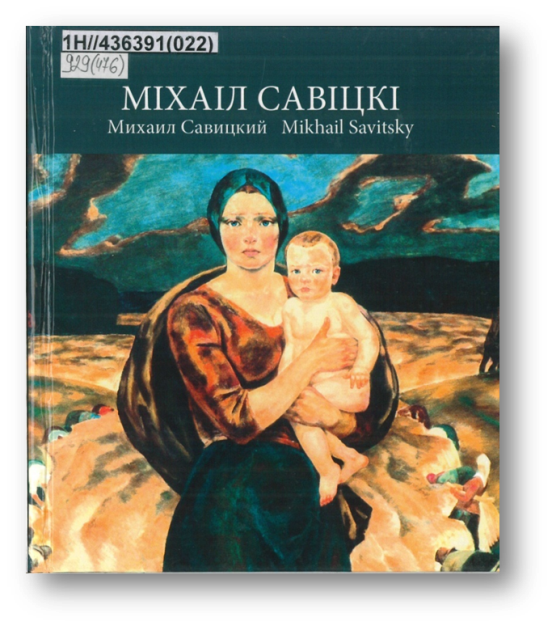 1Н//436391(022)
929(476)
МІХАІЛ САВІЦКІ
Михаил Савицкий Mikhail Savitsky